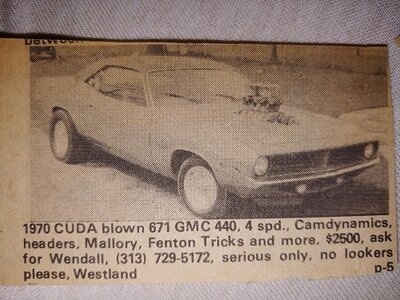 between
1970 CUDA blown 671 GMC 440, 4 spd., Camdynamics,
headers, Mallory, Fenton Tricks and more, $2500, ask
for Wendall, (313) 729-5172, serious only, no lookers
please, Westland
p-5